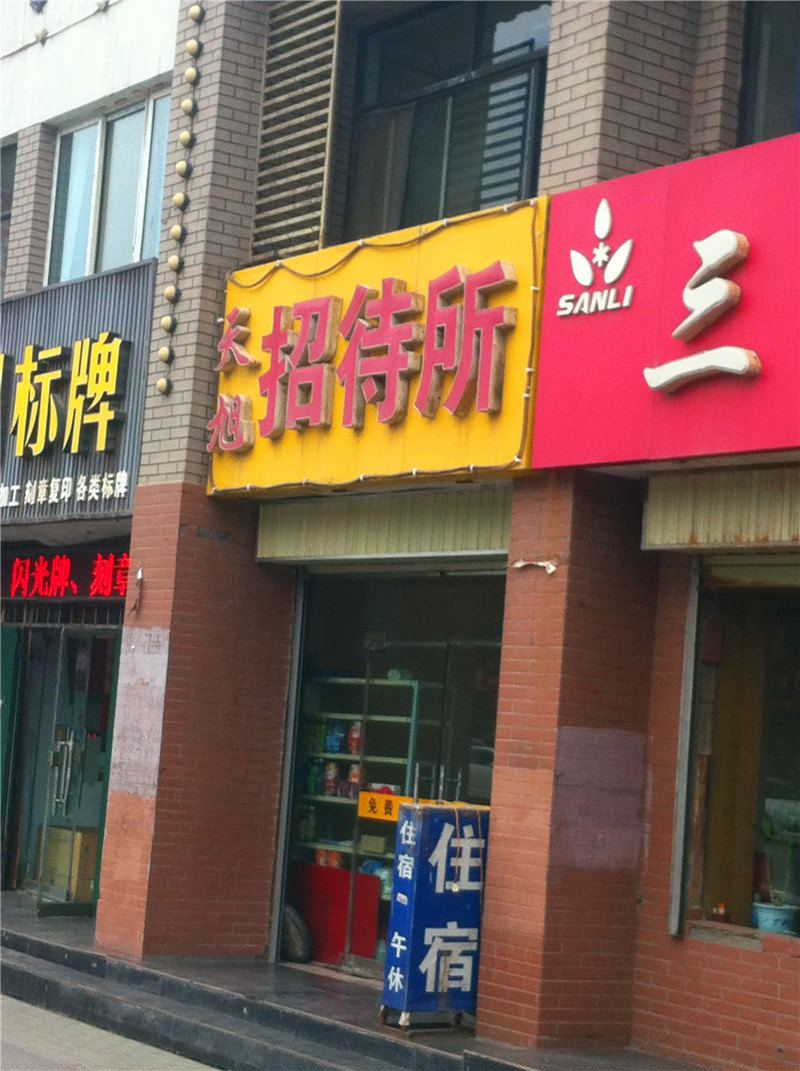 标牌
加工 刻章复印 各类标牌
闪光牌、刻章
天旭
招待所
SANLI
三
免费
住宿
住宿 午休